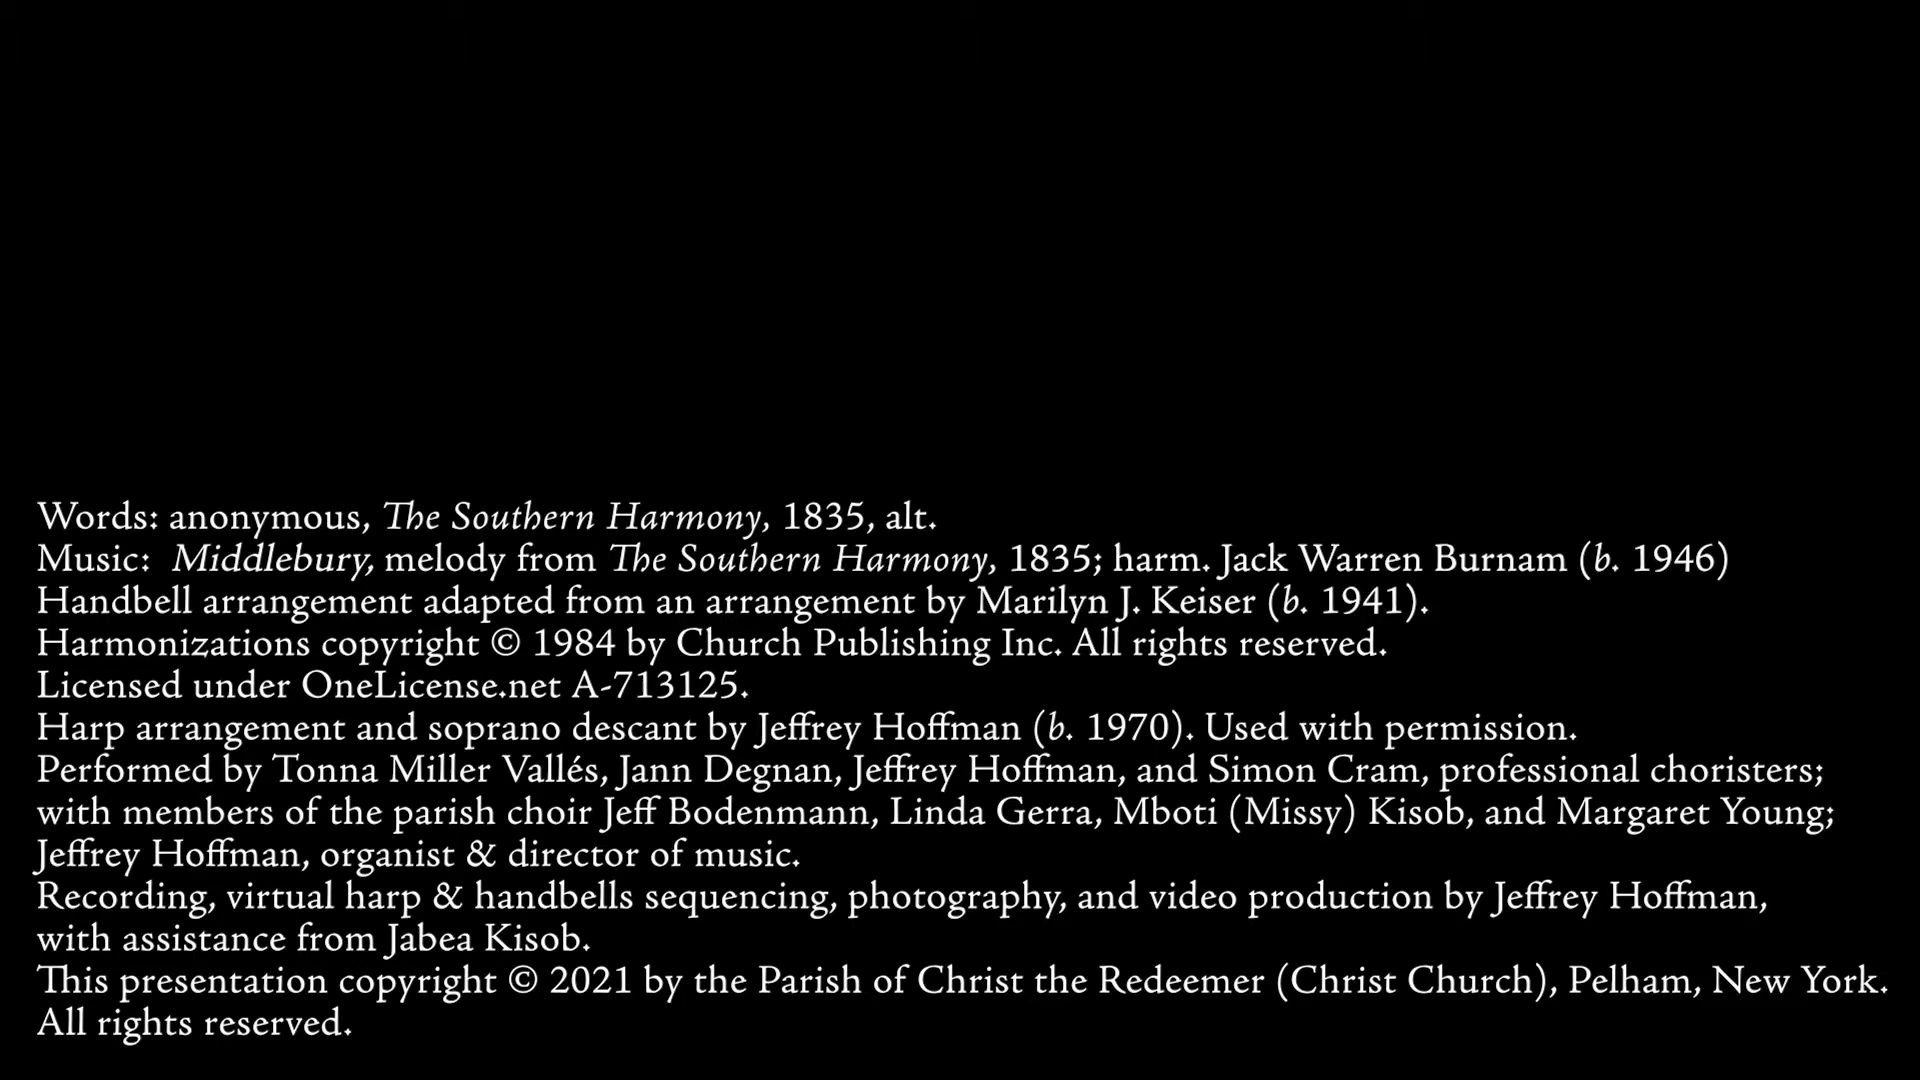 Words: anonymous, The Southern Harmony, 1835, alt.
Music:  Middlebury, melody from The Southern Harmony, 1835; harm. Jack Warren Burnam (b. 1946)
Handbell arrangement adapted from an arrangement by Marilyn J. Keiser (b. 1941).
Harmonizations copyright © 1984 by Church Publishing Inc. All rights reserved.
Licensed under OneLicense.net A-713125.
Harp arrangement and soprano descant by Jeffrey Hoffman (b. 1970). Used with permission.
Performed by Tonna Miller Vallés, Jann Degnan, Jeffrey Hoffman, and Simon Cram, professional choristers;
with members of the parish choir Jeff Bodenmann, Linda Gerra, Mboti (Missy) Kisob, and Margaret Young;
Jeffrey Hoffman, organist & director of music.
Recording, virtual harp & handbells sequencing, photography, and video production by Jeffrey Hoffman,
with assistance from Jabea Kisob.
This presentation copyright © 2021 by the Parish of Christ the Redeemer (Christ Church), Pelham, New York.
All rights reserved.